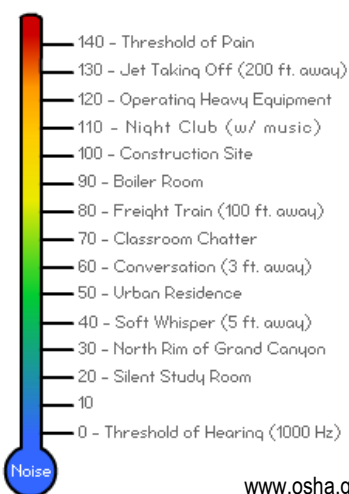 140 - Threshold of Pain
130 - Jet Taking Off (200 ft. away)
120 - Operating Heavy Equipment
110 - Night Club (w/ music)
100 - Construction Site
90 - Boiler Room
80 - Freight Train (100 ft. away)
70 - Classroom Chatter
60 - Conversation (3 ft. away)
50 - Urban Residence
40 - Soft Whisper (5 ft. away)
30 - North Rim of Grand Canyon
20 - Silent Study Room
10
0 - Threshold of Hearing (1000 Hz)
Noise